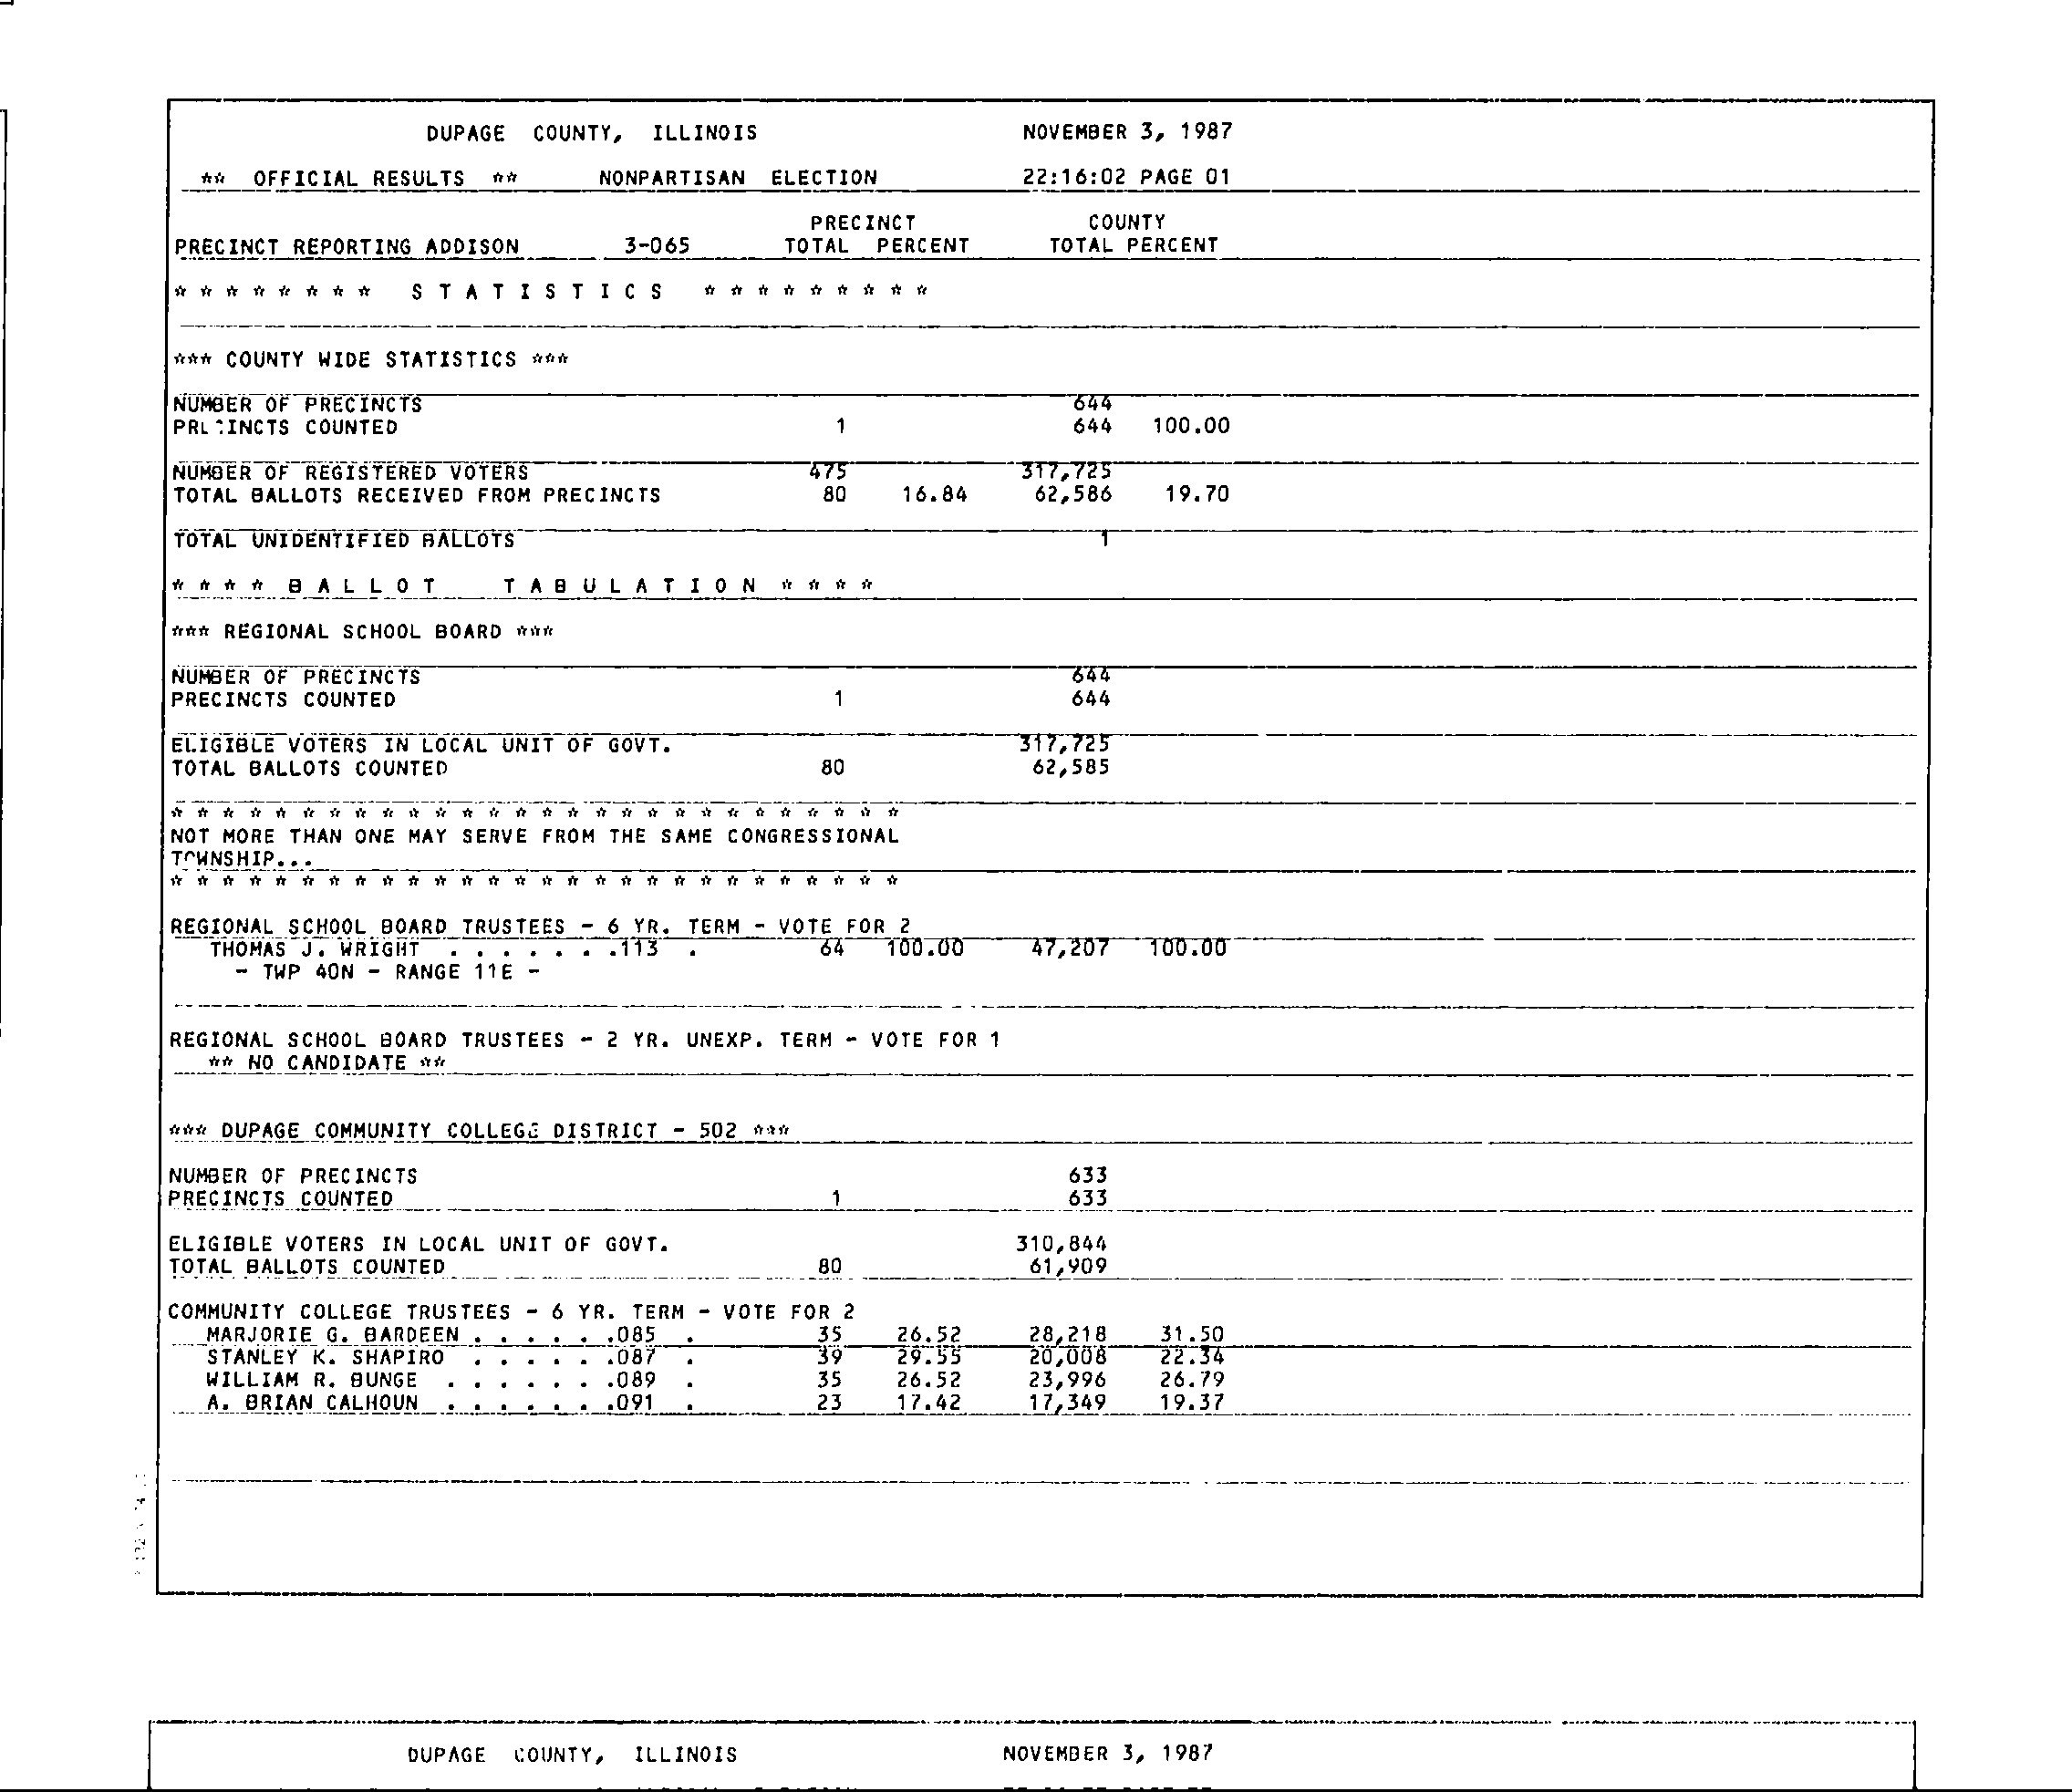 DUPAGE COUNTY, ILLINOIS NOVEMBER 3, 1987
** OFFICIAL RESULTS ** NONPARTISAN ELECTION 22:16:02 PAGE 01
PRECINCT COUNTY
PRECINCT REPORTING ADDISON 3-065 TOTAL PERCENT TOTAL PERCENT
* * * * * * * * S T A T I S T I C S * * * * * * * * *
*** COUNTY WIDE STATISTICS ***
NUMBER OF PRECINCTS 644
PRECINCTS COUNTED 1 644 100.00
NUMBER OF REGISTERED VOTERS 475 317,725
TOTAL BALLOTS RECEIVED FROM PRECINCTS 80 16.84 62,586 19.70
TOTAL UNIDENTIFIED BALLOTS 1
* * * * B A L L O T T A B U L A T I O N * * * *
*** REGIONAL SCHOOL BOARD ***
NUMBER OF PRECINCTS 644
PRECINCTS COUNTED 1 644
ELIGIBLE VOTERS IN LOCAL UNIT OF GOVT. 317,725
TOTAL BALLOTS COUNTED 80 62,585
* * * * * * * * * * * * * * * * * * * * * * * * * * * *
NOT MORE THAN ONE MAY SERVE FROM THE SAME CONGRESSIONAL
TOWNSHIP...
* * * * * * * * * * * * * * * * * * * * * * * * * * * *
REGIONAL SCHOOL BOARD TRUSTEES - 6 YR. TERM - VOTE FOR 2
THOMAS J. WRIGHT . . . . . . .113 . 64 100.00 47,207 100.00
- TWP 40N - RANGE 11E -
REGIONAL SCHOOL BOARD TRUSTEES - 2 YR. UNEXP. TERM - VOTE FOR 1
** NO CANDIDATE **
*** DUPAGE COMMUNITY COLLEGE DISTRICT - 502 ***
NUMBER OF PRECINCTS 633
PRECINCTS COUNTED 1 633
ELIGIBLE VOTERS IN LOCAL UNIT OF GOVT. 310,844
TOTAL BALLOTS COUNTED 80 61,909
COMMUNITY COLLEGE TRUSTEES - 6 YR. TERM - VOTE FOR 2
MARJORIE G. BARDEEN . . . . . .085 . 35 26.52 28,218 31.50
STANLEY K. SHAPIRO . . . . . .087 . 39 29.55 20,008 22.34
WILLIAM R. BUNGE . . . . . . .089 . 35 26.52 23,996 26.79
A. BRIAN CALHOUN . . . . . . .091 . 23 17.42 17,349 19.37
DUPAGE COUNTY, ILLINOIS NOVEMBER 3, 1987